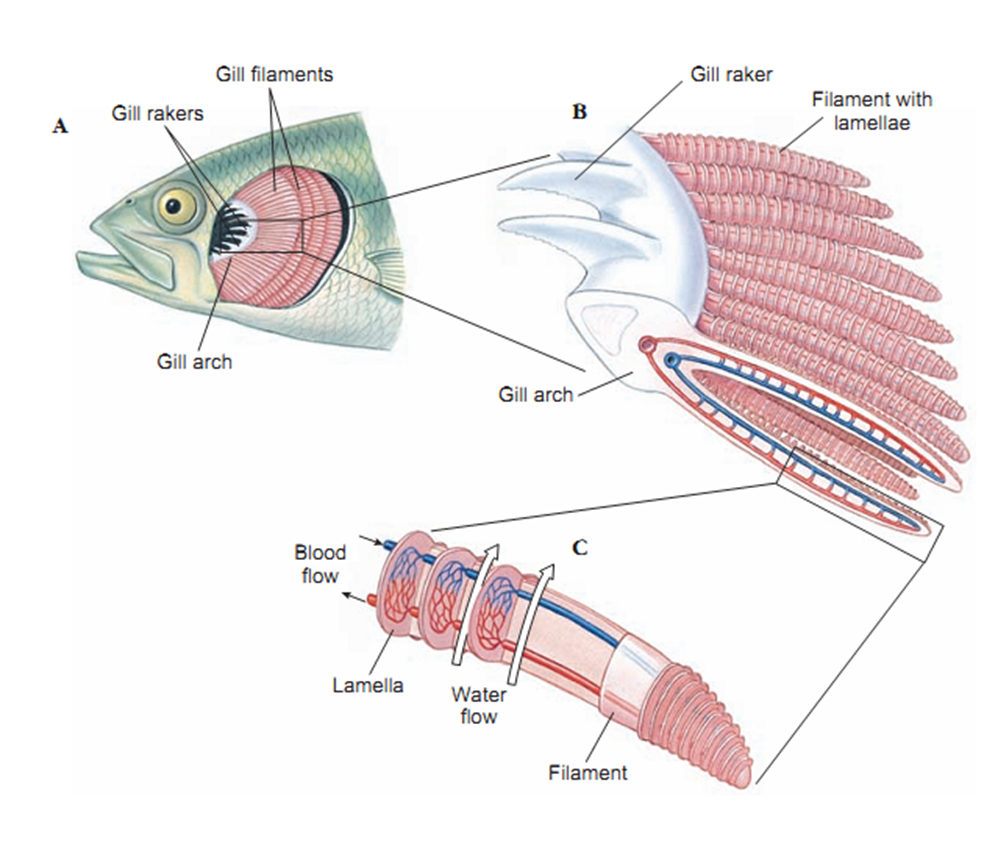 Gill filaments
Gill rakers
A
Gill arch
B
Gill raker
Filament with
lamellae
Gill arch
C
Blood
flow
Lamella
Water
flow
Filament